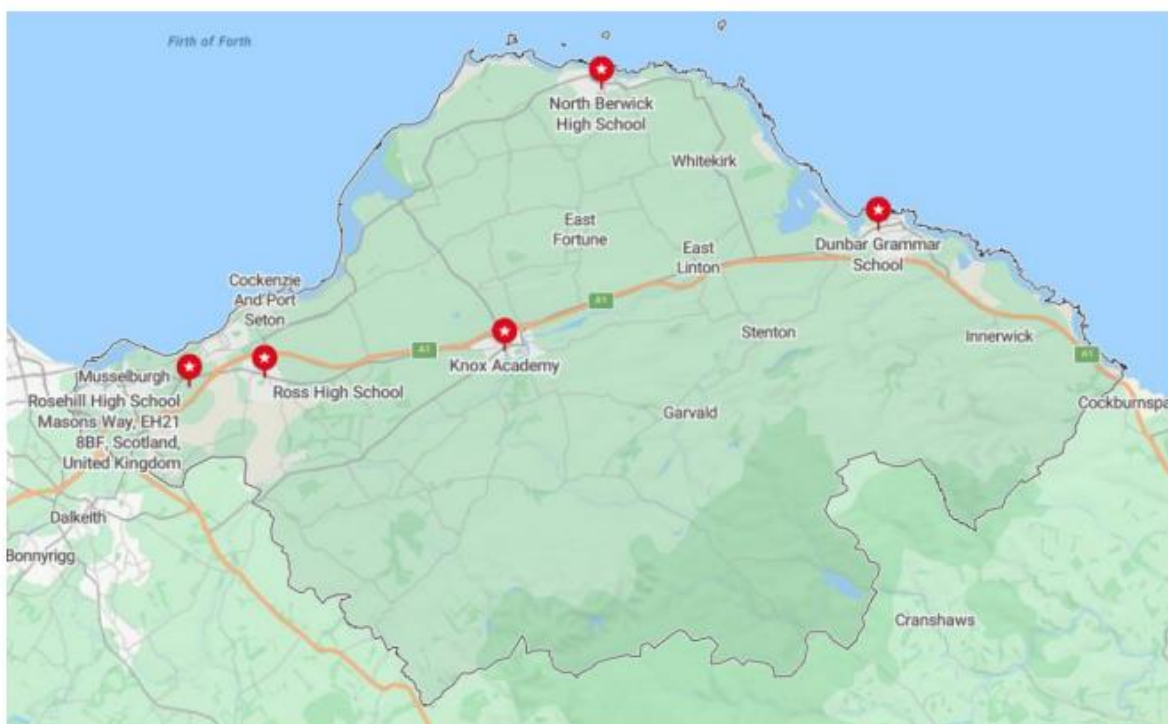 Firth of Forth
North Berwick
High School
Whitekirk
East
Fortune
East
Linton
Dunbar Grammar
School
Cockenzie
And Port
Seton
A1
Stenton
Innerwick
A1
Knox Academy
A1
Musselburgh
Ross High School
Rosehill High School
Masons Way, EH21
8BF, Scotland,
United Kingdom
Garvald
Cockburnspa
Dalkeith
Bonnyrigg
Cranshaws